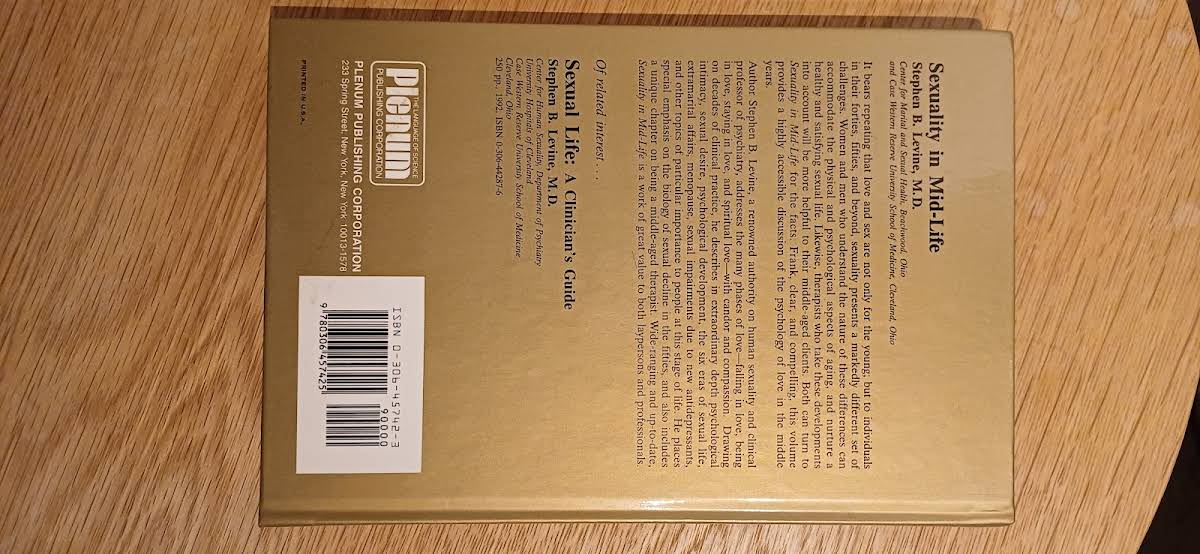 Sexuality in Mid-Life
Stephen B. Levine, M.D.
Center for Marital and Sexual Health, Beachwood, Ohio
and Case Western Reserve University School of Medicine, Cleveland, Ohio
It bears repeating that love and sex are not only for the young; but to individuals
in their forties, fifties, and beyond, sexuality presents a markedly different set of
challenges. Women and men who understand the nature of these differences can
accommodate the physical and psychological aspects of aging, and nurture a
healthy and satisfying sexual life. Likewise, therapists who take these developments
into account will be more helpful to their middle-aged clients. Both can turn to
Sexuality in Mid-Life for the facts. Frank, clear, and compelling, this volume
provides a highly accessible discussion of the psychology of love in the middle
years.
Author Stephen B. Levine, a renowned authority on human sexuality and clinical
professor of psychiatry, addresses the many phases of love—falling in love, being
in love, staying in love, and spiritual love—with candor and compassion. Drawing
on decades of clinical practice, he describes in extraordinary depth psychological
intimacy, sexual desire, psychological development, the six eras of sexual life,
extramarital affairs, menopause, sexual impairments due to new antidepressants,
and other topics of particular importance to people at this stage of life. He places
special emphasis on the biology of sexual decline in the fifties, and also includes
a unique chapter on being a middle-aged therapist. Wide-ranging and up-to-date,
Sexuality in Mid-Life is a work of great value to both laypersons and professionals
Of related interest . . .
Sexual Life: A Clinician's Guide
Stephen B. Levine, M.D.
Center for Human Sexuality, Department of Psychiatry
University Hospitals of Cleveland
Case Western Reserve University School of Medicine
Cleveland, Ohio
250 pp., 1992, ISBN 0-306-44287-6
THE LANGUAGE OF SCIENCE
Plenum
PUBLISHING CORPORATION
PLENUM PUBLISHING CORPORATION
233 Spring Street, New York, New York 10013-1578
PRINTED IN U.S.A.
ISBN 0-306-45742-3
90000
9 780306 457425